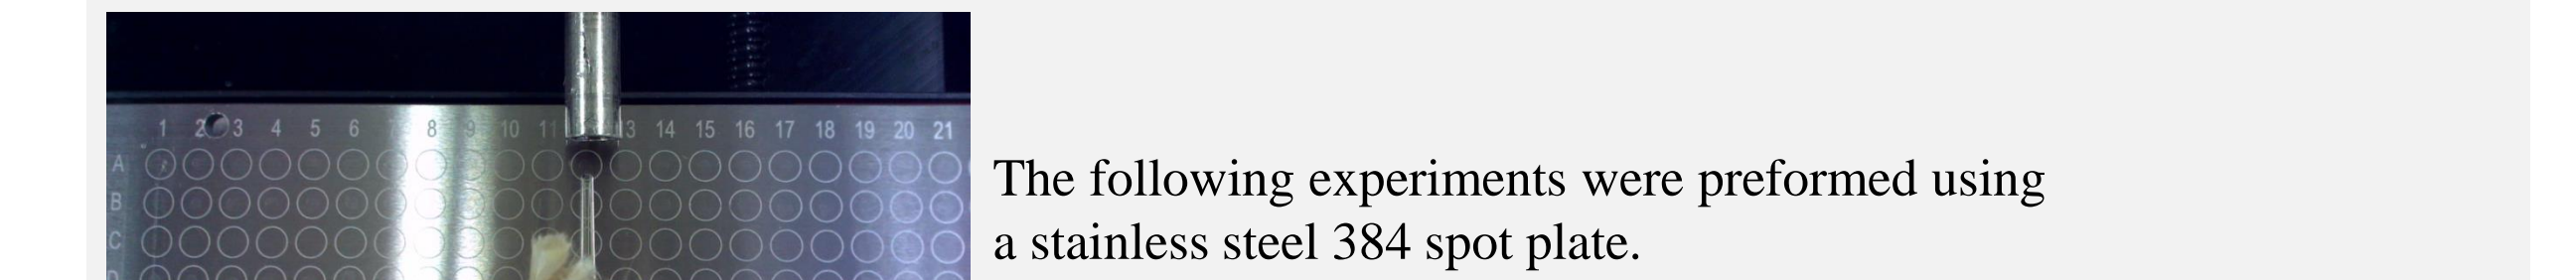 1 2 3 4 5 6 8 9 10 11 13 14 15 16 17 18 19 20 21
A
B
C
The following experiments were preformed using
a stainless steel 384 spot plate.